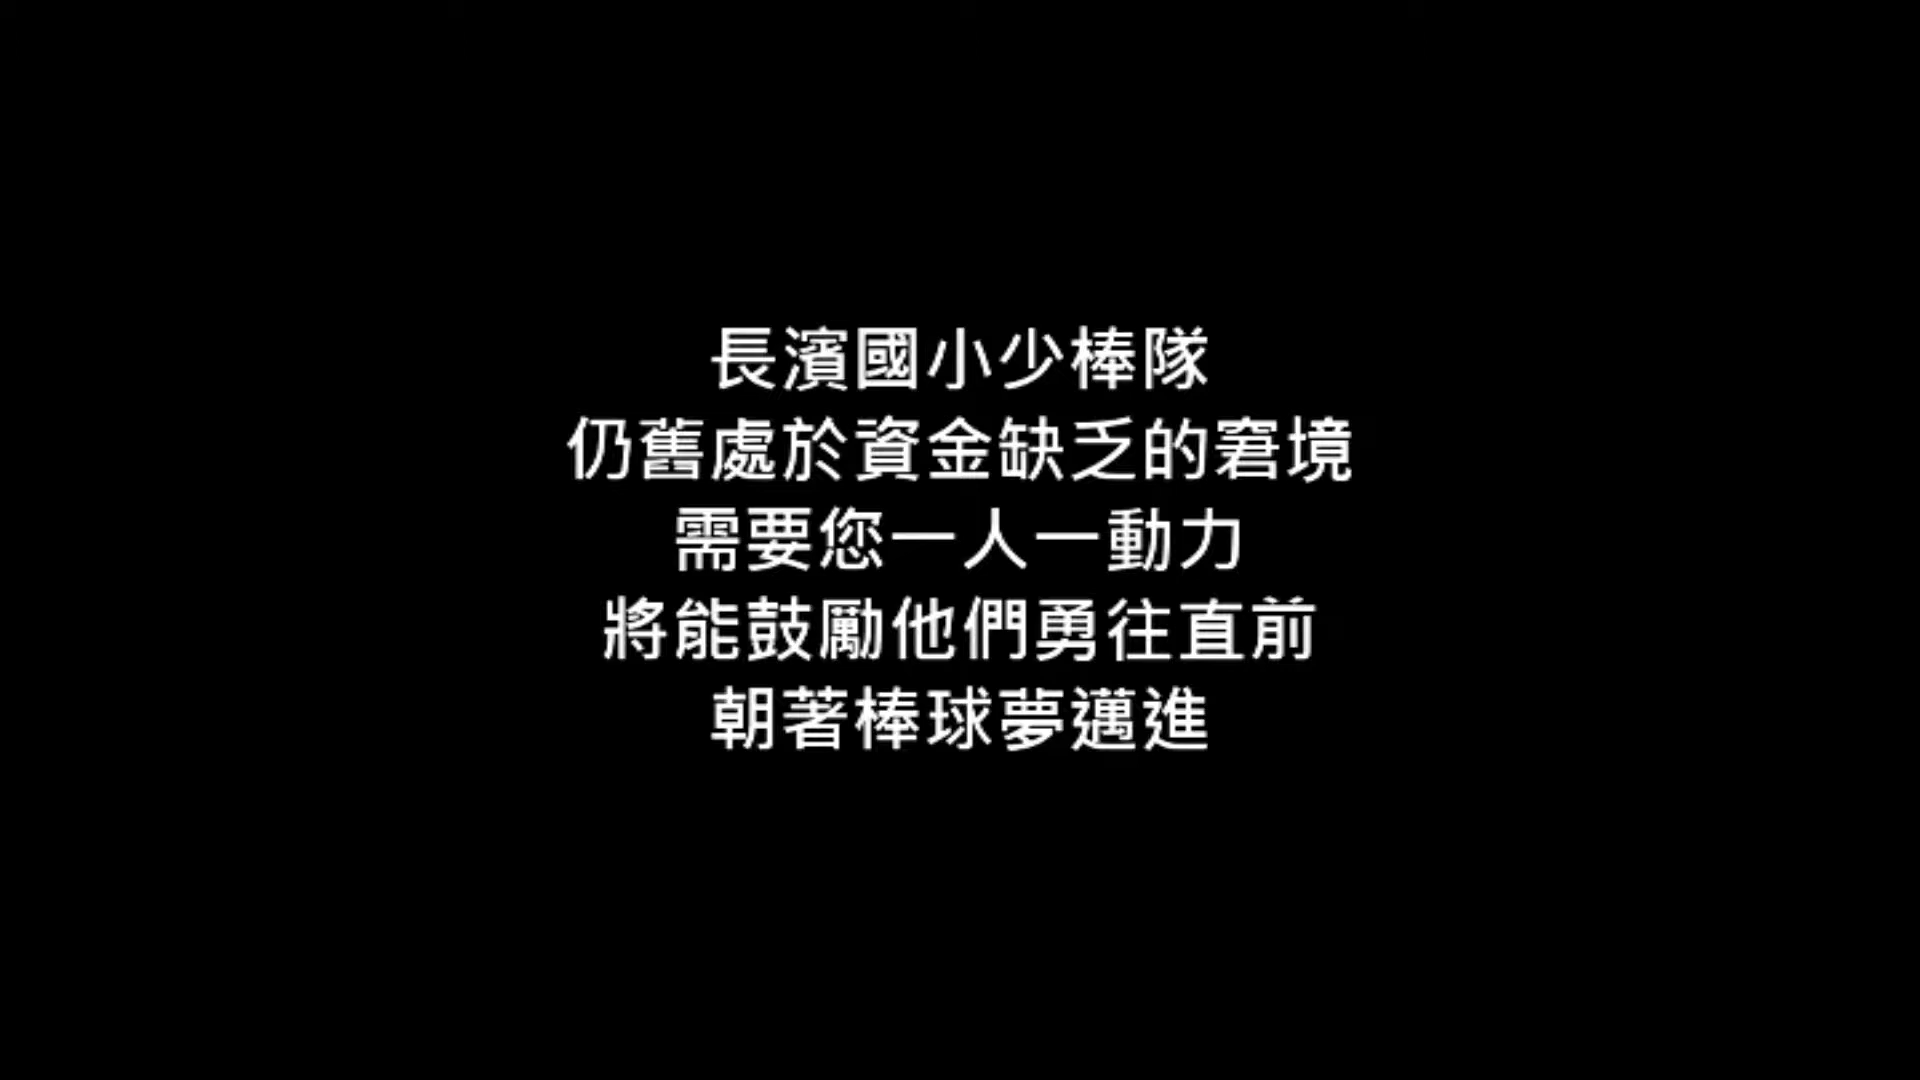 長濱國小少棒隊
仍舊處於資金缺乏的窘境
需要您一人一動力
將能鼓勵他們勇往直前
朝著棒球夢邁進